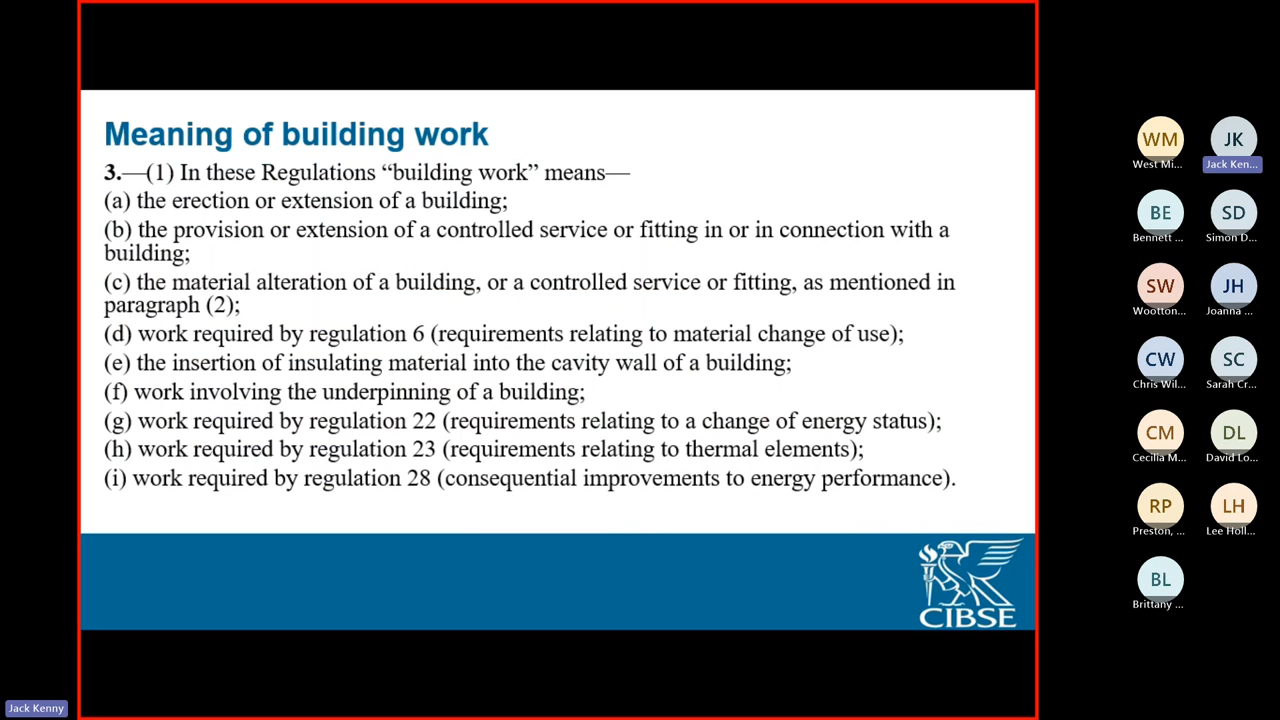 Meaning of building work
3.—(1) In these Regulations “building work” means—
(a) the erection or extension of a building;
(b) the provision or extension of a controlled service or fitting in or in connection with a
building;
(c) the material alteration of a building, or a controlled service or fitting, as mentioned in
paragraph (2);
(d) work required by regulation 6 (requirements relating to material change of use);
(e) the insertion of insulating material into the cavity wall of a building;
(f) work involving the underpinning of a building;
(g) work required by regulation 22 (requirements relating to a change of energy status);
(h) work required by regulation 23 (requirements relating to thermal elements);
(i) work required by regulation 28 (consequential improvements to energy performance).
CIBSE
Jack Kenny
WM JK
West Mi... Jack Ken...
BE SD
Bennett ... Simon D...
SW JH
Wootton... Joanna ...
CW SC
Chris Wil... Sarah Cr...
CM DL
Cecilia M... David Lo...
RP LH
Preston, ... Lee Holl...
BL
Brittany ...